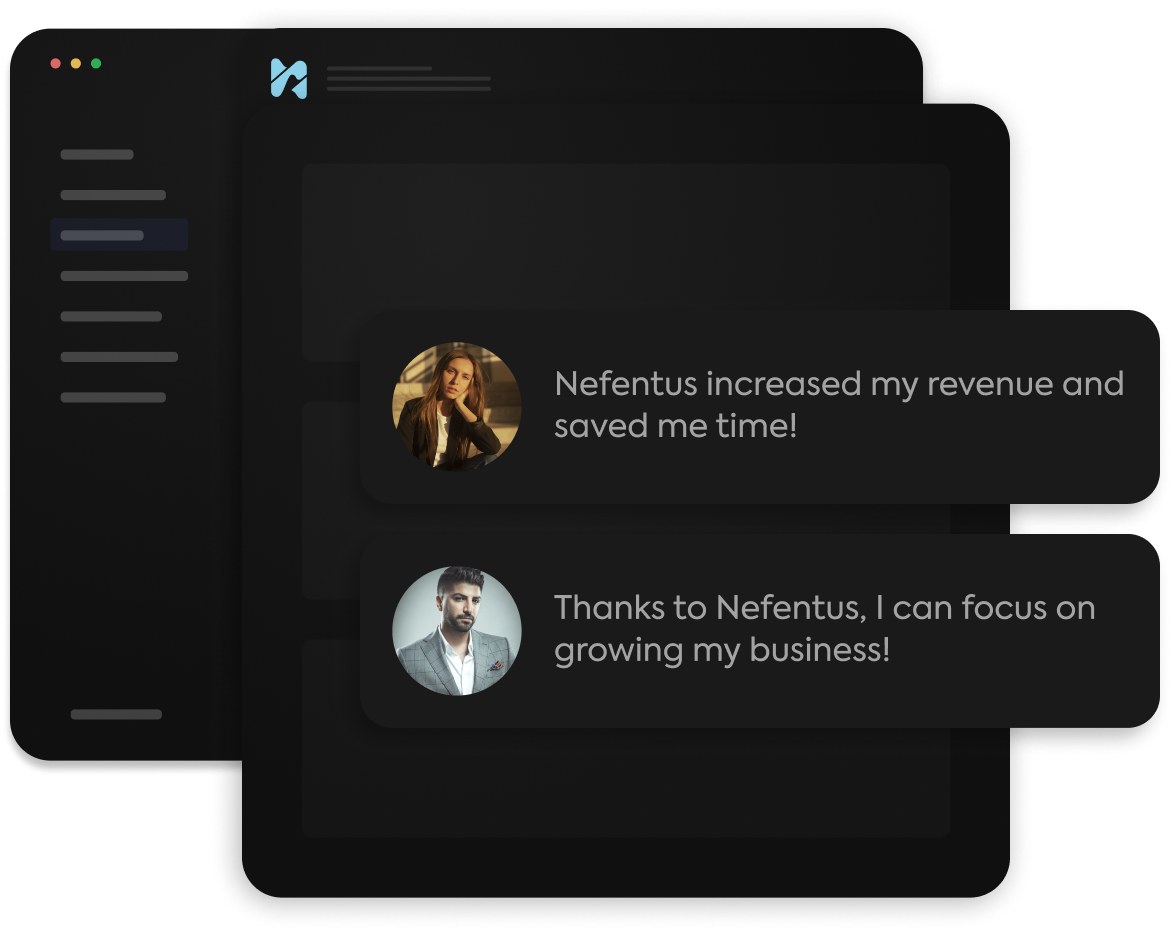 Nefentus increased my revenue and
saved me time!
Thanks to Nefentus, I can focus on
growing my business!